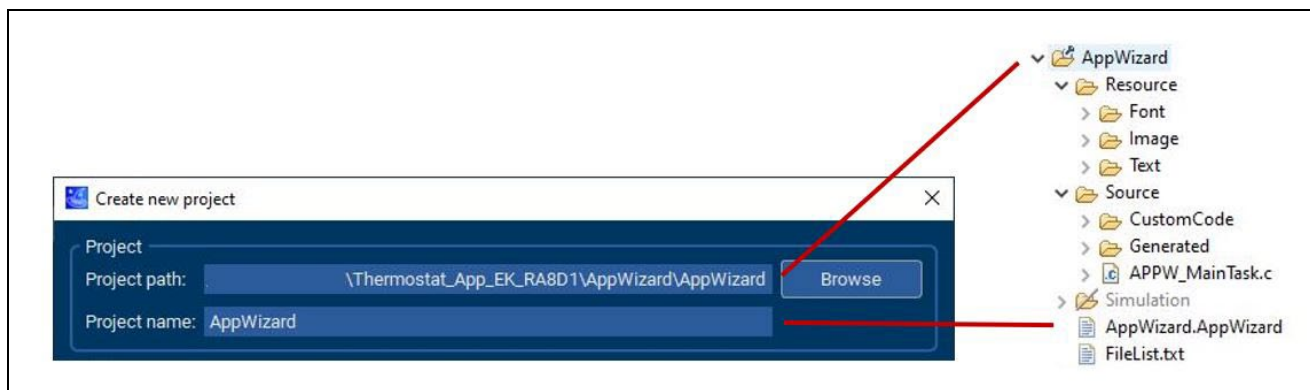 Create new project
Project
Project path: \Thermostat_App_EK_RA8D1\AppWizard\AppWizard Browse
Project name: AppWizard
AppWizard
Resource
Font
Image
Text
Source
CustomCode
Generated
APPW_MainTask.c
Simulation
AppWizard.AppWizard
FileList.txt